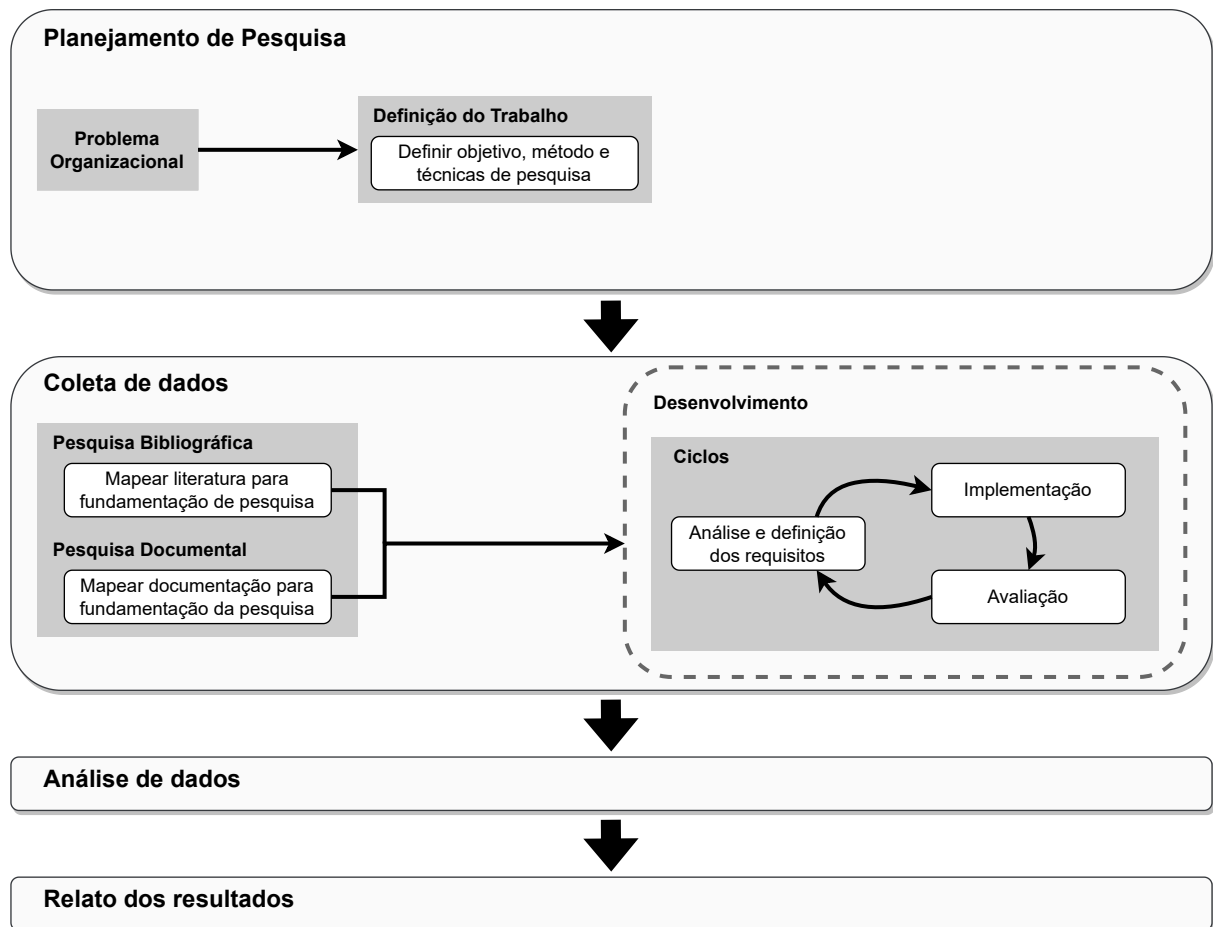 Planejamento de Pesquisa
Problema
Organizacional
Definição do Trabalho
Definir objetivo, método e
técnicas de pesquisa
Coleta de dados
Pesquisa Bibliográfica
Mapear literatura para
fundamentação de pesquisa
Pesquisa Documental
Mapear documentação para
fundamentação da pesquisa
Desenvolvimento
Ciclos
Análise e definição
dos requisitos
Implementação
Avaliação
Análise de dados
Relato dos resultados